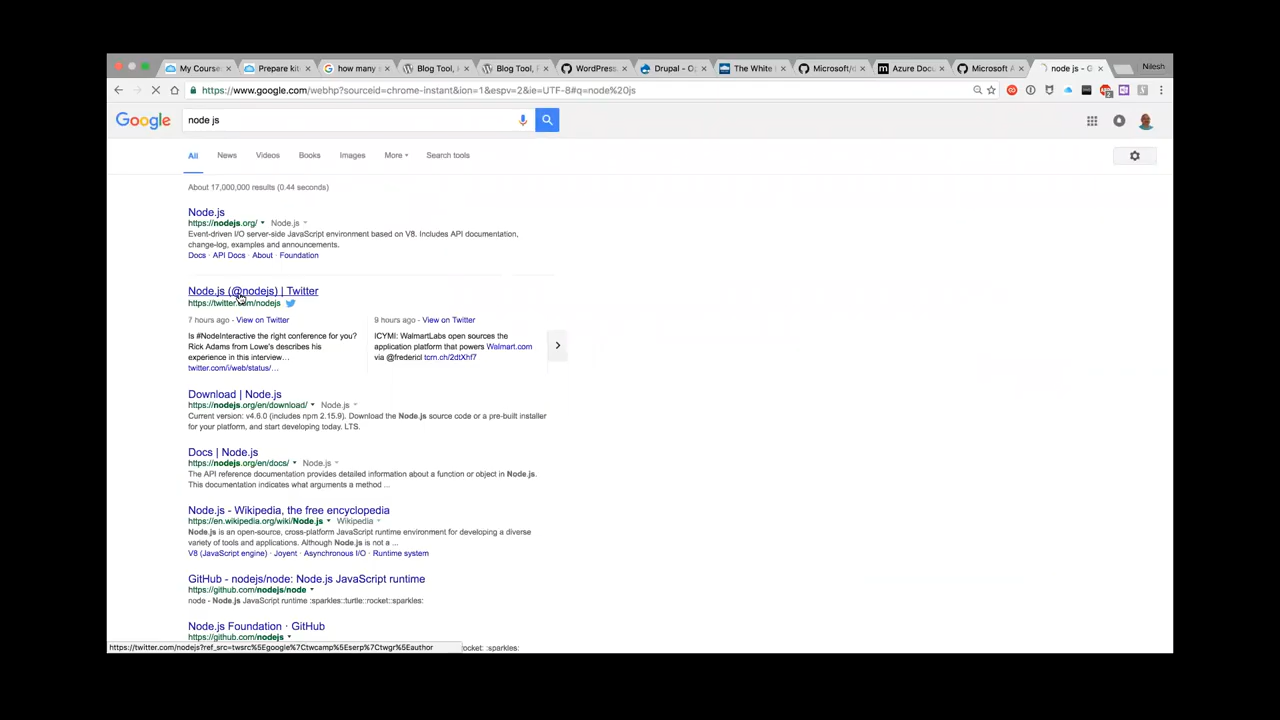 My Course
Prepare kit
how many
Blog Tool,
Blog Tool,
WordPress.
Drupal - Op
The White
Microsoft/d
Azure Docu
Microsoft A
node js - G
Nilesh
https://www.google.com/webhp?sourceid=chrome-instant&ion=1&espv=2&ie=UTF-8#q=node%20js
Google
node js
All
News
Videos
Books
Images
More
Search tools
About 17,000,000 results (0.44 seconds)
Node.js
https://nodejs.org/ Node.js
Event-driven I/O server-side JavaScript environment based on V8. Includes API documentation,
change-log, examples and announcements.
Docs · API Docs · About · Foundation
Node.js (@nodejs) | Twitter
https://twitter.com/nodejs
7 hours ago - View on Twitter
Is #NodeInteractive the right conference for you?
Rick Adams from Lowe's describes his
experience in this interview…
twitter.com/i/web/status/…
9 hours ago - View on Twitter
ICYMI: WalmartLabs open sources the
application platform that powers Walmart.com
via @fredericl tcrn.ch/2dtXhf7
Download | Node.js
https://nodejs.org/en/download/ Node.js
Current version: v4.6.0 (includes npm 2.15.9). Download the Node.js source code or a pre-built installer
for your platform, and start developing today. LTS.
Docs | Node.js
https://nodejs.org/en/docs/ Node.js
The API reference documentation provides detailed information about a function or object in Node.js.
This documentation indicates what arguments a method ...
Node.js - Wikipedia, the free encyclopedia
https://en.wikipedia.org/wiki/Node.js Wikipedia
Node.js is an open-source, cross-platform JavaScript runtime environment for developing a diverse
variety of tools and applications. Although Node.js is not a ...
V8 (JavaScript engine) · Joyent · Asynchronous I/O · Runtime system
GitHub - nodejs/node: Node.js JavaScript runtime
https://github.com/nodejs/node
node - Node.js JavaScript runtime :sparkles::turtle::rocket::sparkles:
Node.js Foundation · GitHub
https://github.com/nodejs
https://twitter.com/nodejs?ref_src=twsrc%5Egoogle%7Ctwcamp%5Eserp%7Ctwgr%5Eauthor
rocket: :sparkles: